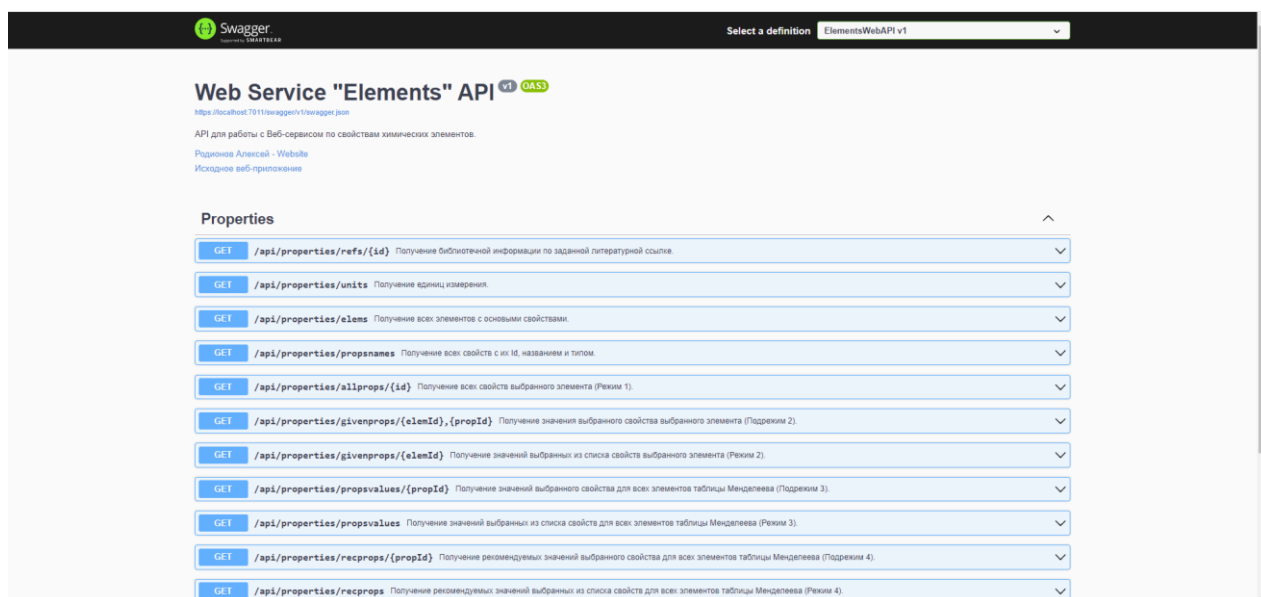 Swagger.
Supported by SMARTBEAR
Select a definition ElementsWebAPI v1
Web Service "Elements" API v1 OAS3
https://localhost:7011/swagger/v1/swagger.json
API для работы с Веб-сервисом по свойствам химических элементов.
Родионов Алексей - Website
Исходное веб-приложение
Properties
GET /api/properties/refs/{id} Получение библиотечной информации по заданной литературной ссылке.
GET /api/properties/units Получение единиц измерения.
GET /api/properties/elems Получение всех элементов с основыми свойствами.
GET /api/properties/propsnames Получение всех свойств с их Id, названием и типом.
GET /api/properties/allprops/{id} Получение всех свойств выбранного элемента (Режим 1).
GET /api/properties/givenprops/{elemId},{propId} Получение значения выбранного свойства выбранного элемента (Подрежим 2).
GET /api/properties/givenprops/{elemId} Получение значений выбранных из списка свойств выбранного элемента (Режим 2).
GET /api/properties/propsvalues/{propId} Получение значений выбранного свойства для всех элементов таблицы Менделеева (Подрежим 3).
GET /api/properties/propsvalues Получение значений выбранных из списка свойств для всех элементов таблицы Менделеева (Режим 3).
GET /api/properties/recprops/{propId} Получение рекомендуемых значений выбранного свойства для всех элементов таблицы Менделеева (Подрежим 4).
GET /api/properties/recprops Получение рекомендуемых значений выбранных из списка свойств для всех элементов таблицы Менделеева (Режим 4).